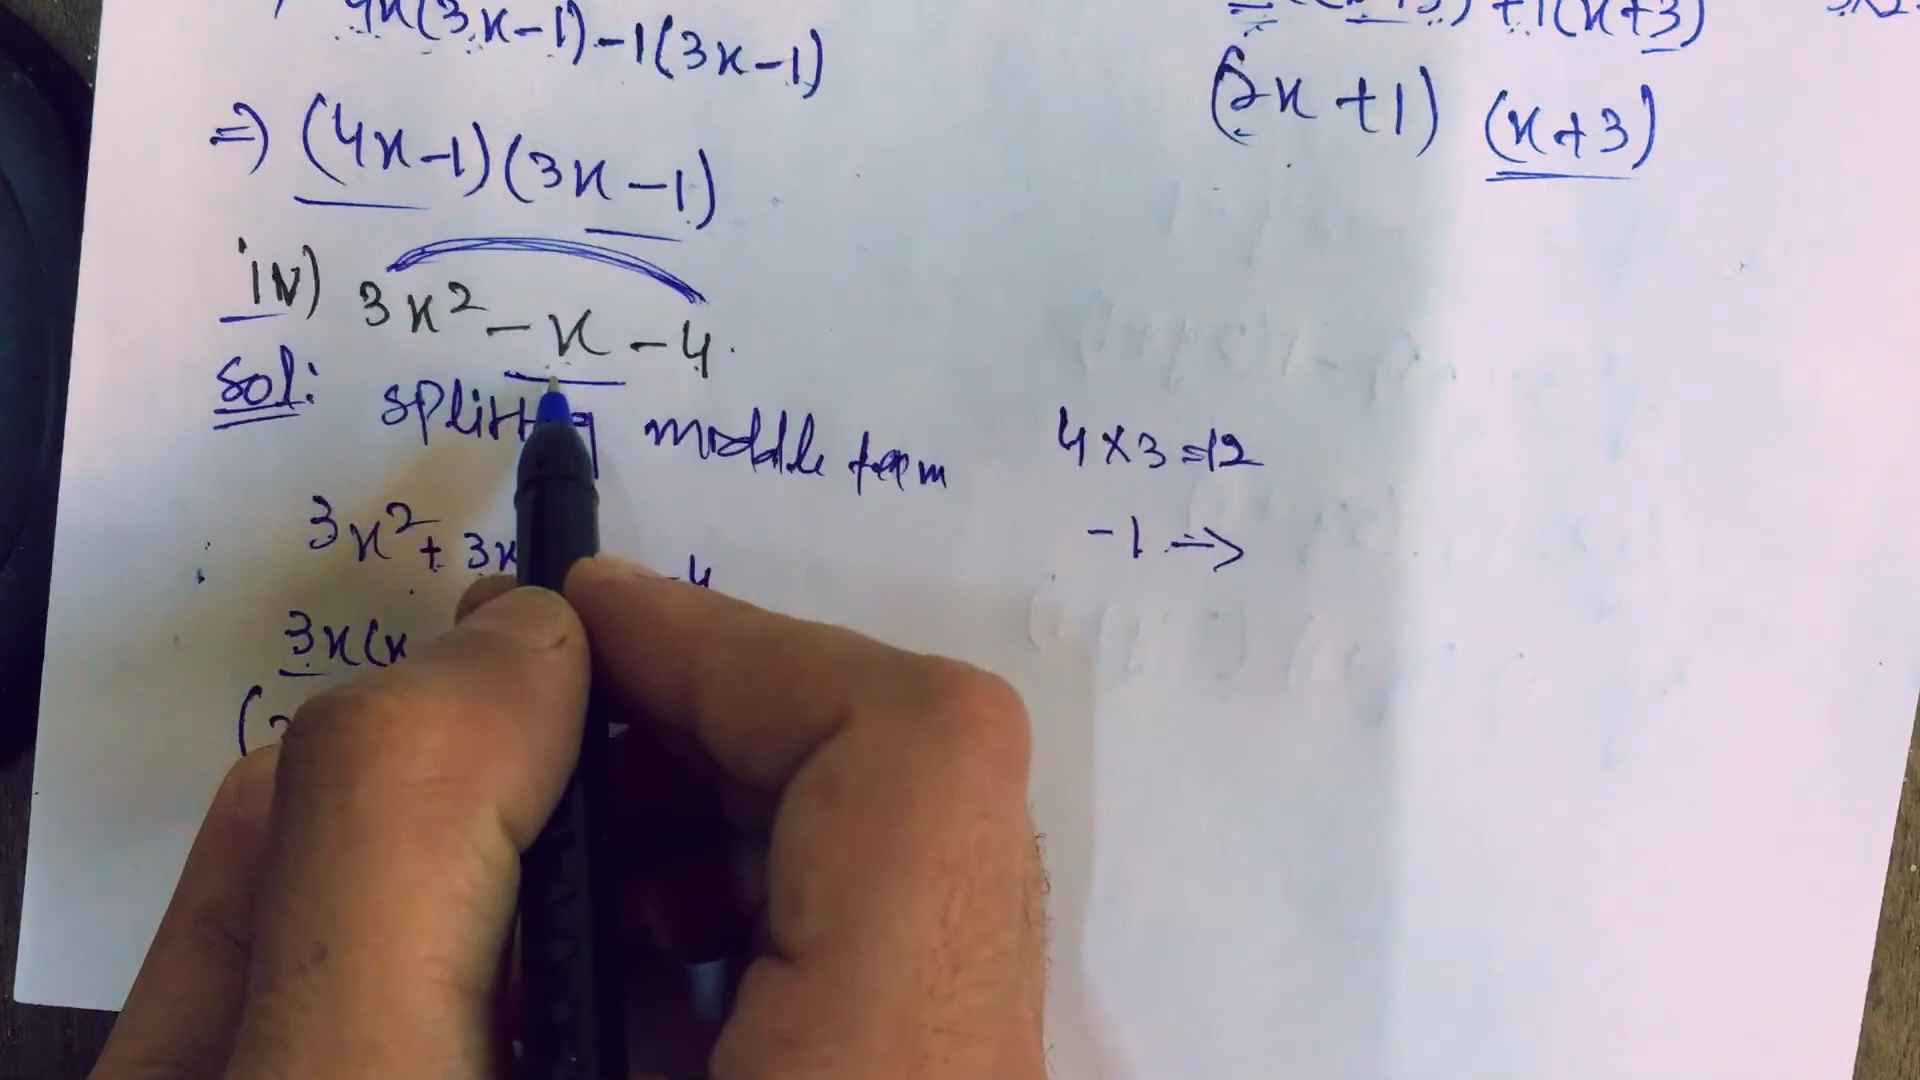 4x(3x-1)-1(3x-1)
=> (4x-1)(3x-1)
iv) 3x² - x - 4.
Sol: splitting middle term
3x² + 3x -4
3x(x
(
+1(x+3)
(2x+1) (x+3)
4 x 3 = 12
-1 =>